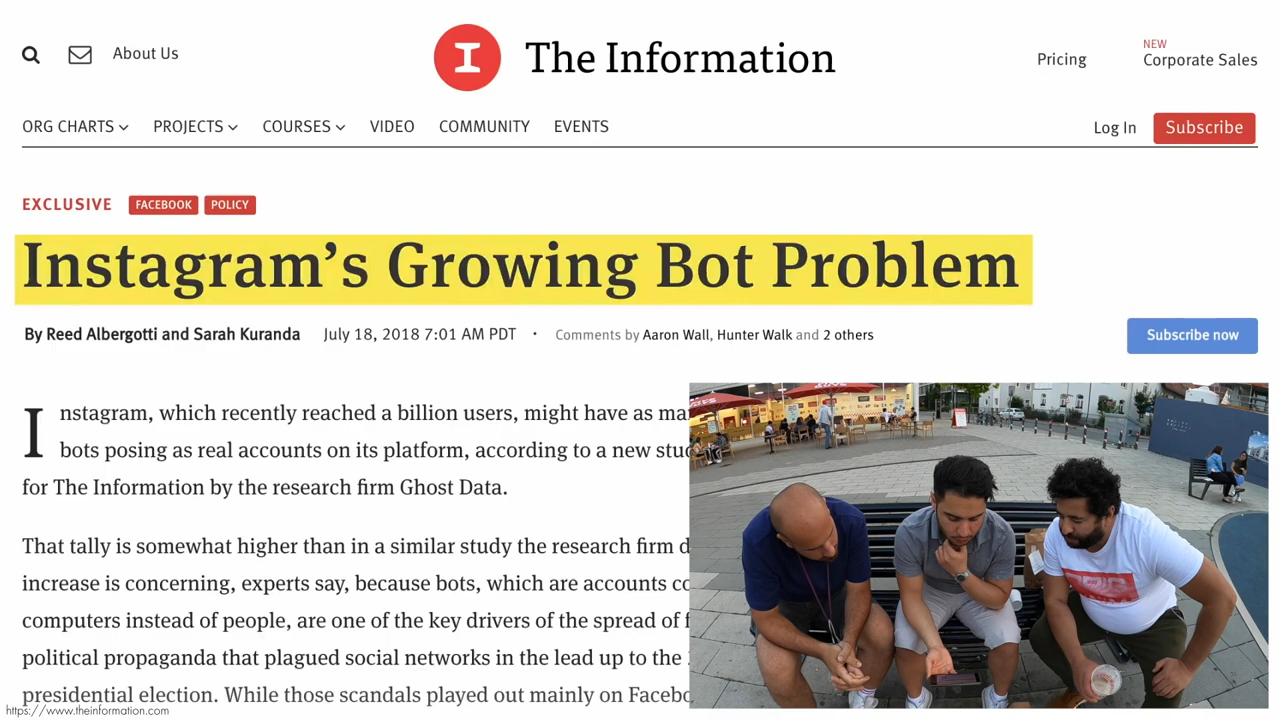 About Us
I The Information
Pricing
NEW
Corporate Sales
ORG CHARTS PROJECTS COURSES VIDEO COMMUNITY EVENTS
Log In Subscribe
EXCLUSIVE FACEBOOK POLICY
Instagram’s Growing Bot Problem
By Reed Albergotti and Sarah Kuranda July 18, 2018 7:01 AM PDT · Comments by Aaron Wall, Hunter Walk and 2 others
Subscribe now
Instagram, which recently reached a billion users, might have as ma
bots posing as real accounts on its platform, according to a new stu
for The Information by the research firm Ghost Data.
That tally is somewhat higher than in a similar study the research firm d
increase is concerning, experts say, because bots, which are accounts co
computers instead of people, are one of the key drivers of the spread of f
political propaganda that plagued social networks in the lead up to the
presidential election. While those scandals played out mainly on Facebo
https://www.theinformation.com